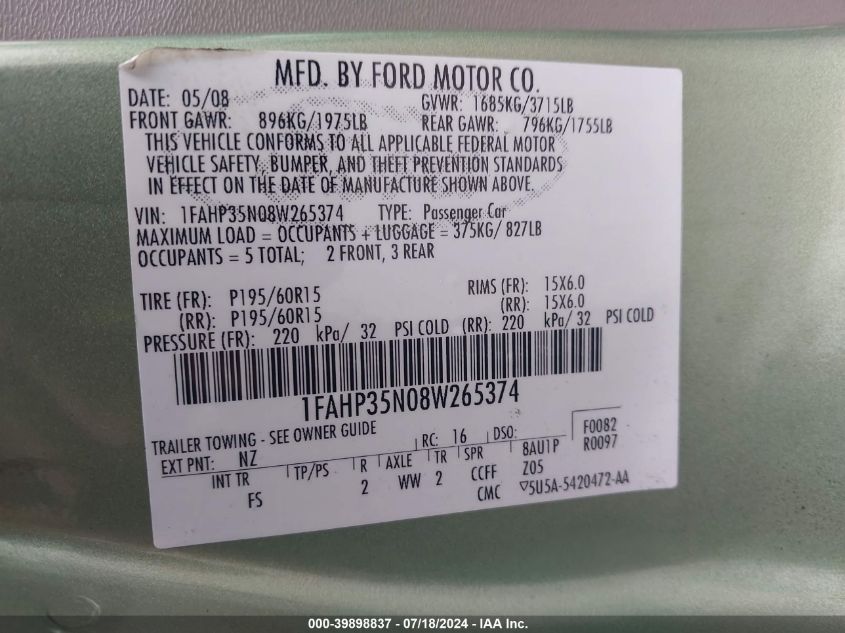 MFD. BY FORD MOTOR CO.
DATE: 05/08 GVWR: 1685KG/3715LB
FRONT GAWR: 896KG/1975LB REAR GAWR: 796KG/1755LB
THIS VEHICLE CONFORMS TO ALL APPLICABLE FEDERAL MOTOR
VEHICLE SAFETY, BUMPER, AND THEFT PREVENTION STANDARDS
IN EFFECT ON THE DATE OF MANUFACTURE SHOWN ABOVE.
VIN: 1FAHP35N08W265374 TYPE: Passenger Car
MAXIMUM LOAD = OCCUPANTS + LUGGAGE = 375KG/ 827LB
OCCUPANTS = 5 TOTAL; 2 FRONT, 3 REAR
TIRE (FR): P195/60R15 RIMS (FR): 15X6.0
(RR): P195/60R15 (RR): 15X6.0
PRESSURE (FR): 220 kPa/ 32 PSI COLD (RR): 220 kPa/ 32 PSI COLD
1FAHP35N08W265374
TRAILER TOWING - SEE OWNER GUIDE RC: 16 DSO: F0082
EXT PNT: NZ TP/PS R AXLE TR SPR 8AU1P R0097
INT TR 2 WW 2 CCFF Z05
FS CMC ▽5U5A-5420472-AA
000-39898837 / 07/18/2024 - IAA Inc.